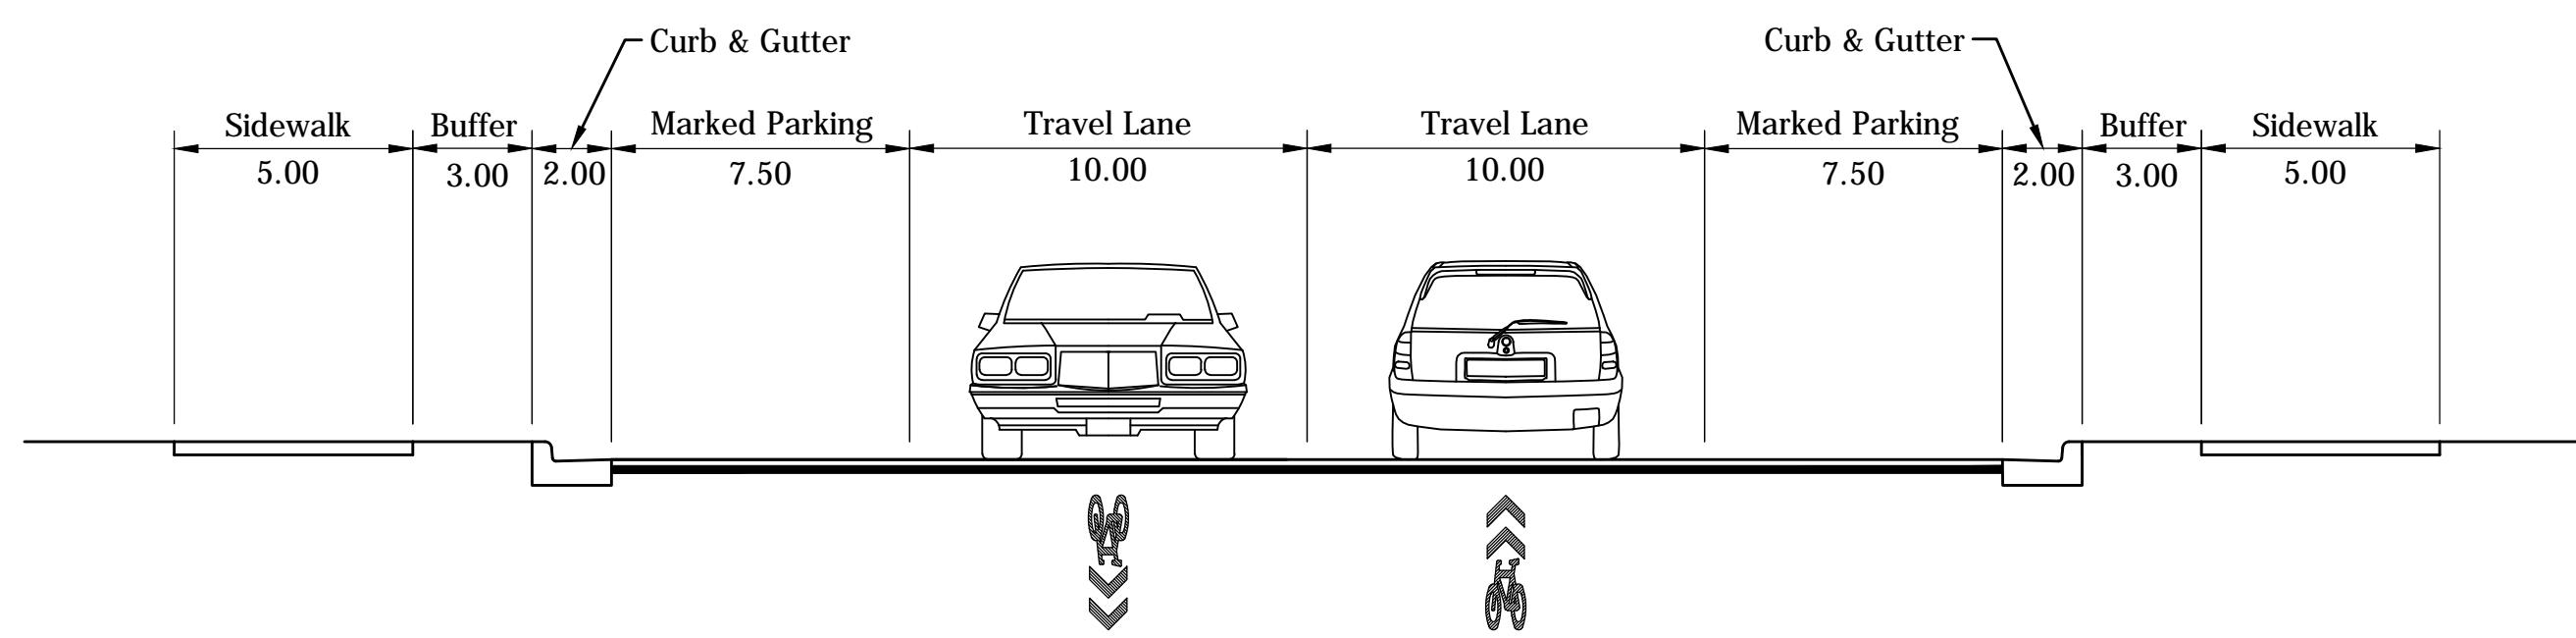 Curb & Gutter Curb & Gutter
Sidewalk Buffer Marked Parking Travel Lane Travel Lane Marked Parking Buffer Sidewalk
5.00 3.00 2.00 7.50 10.00 10.00 7.50 2.00 3.00 5.00